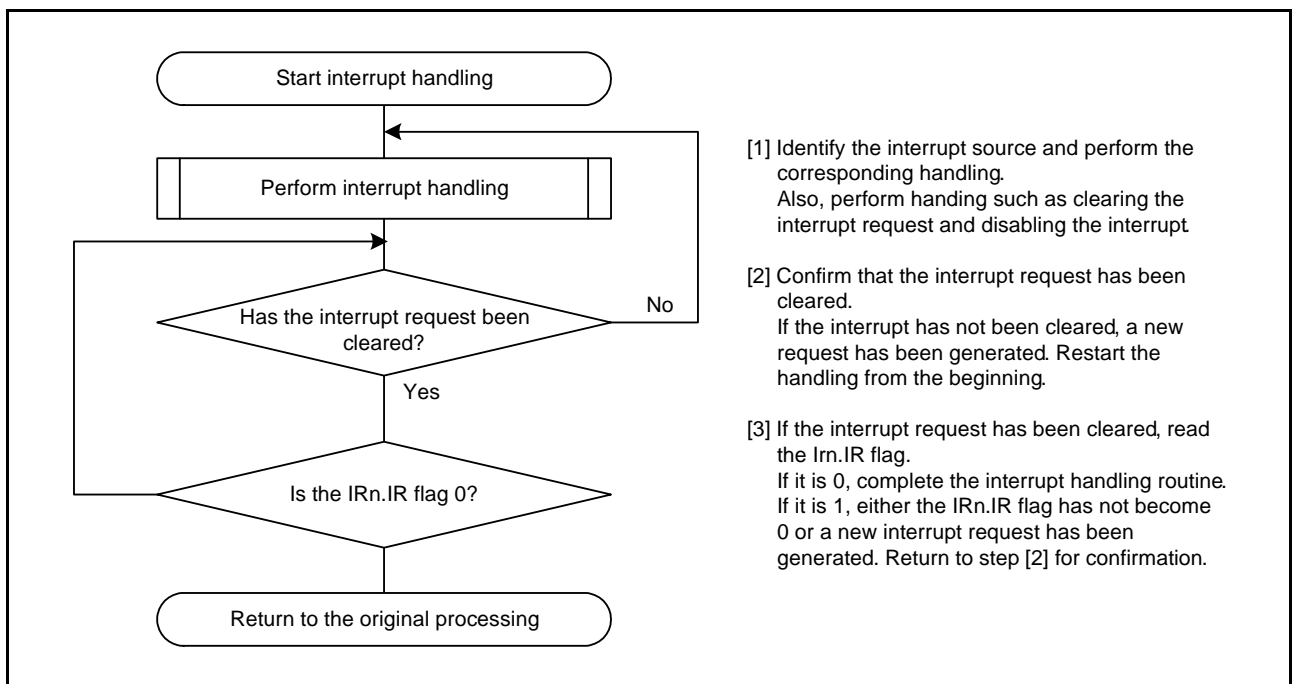 Start interrupt handling
Perform interrupt handling
Has the interrupt request been
cleared?
No
Yes
Is the IRn.IR flag 0?
Return to the original processing
[1] Identify the interrupt source and perform the
corresponding handling.
Also, perform handing such as clearing the
interrupt request and disabling the interrupt.
[2] Confirm that the interrupt request has been
cleared.
If the interrupt has not been cleared, a new
request has been generated. Restart the
handling from the beginning.
[3] If the interrupt request has been cleared, read
the Irn.IR flag.
If it is 0, complete the interrupt handling routine.
If it is 1, either the IRn.IR flag has not become
0 or a new interrupt request has been
generated. Return to step [2] for confirmation.